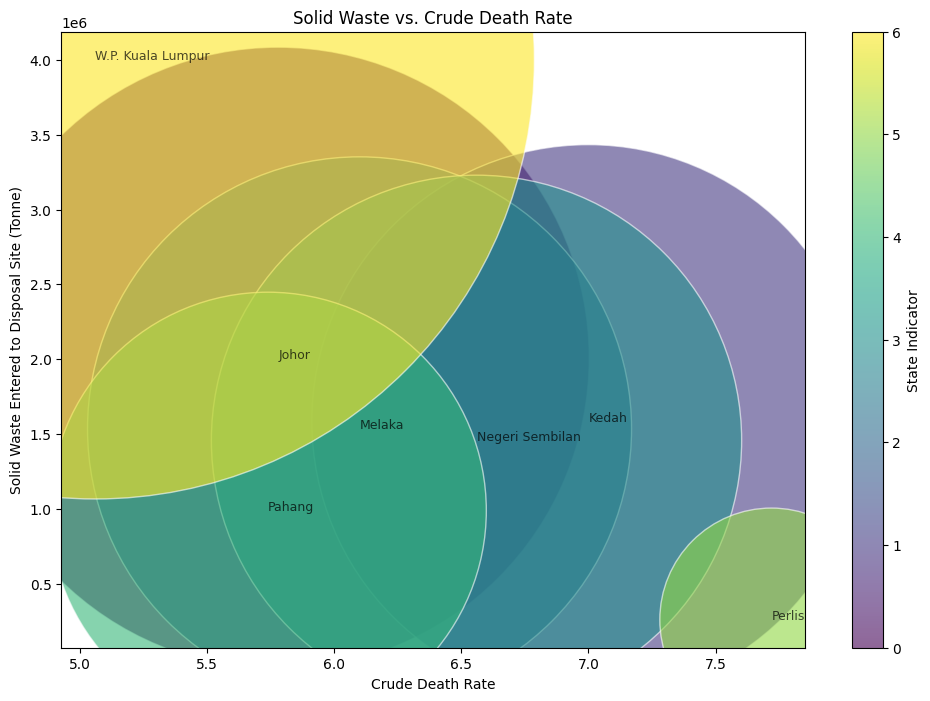 Solid Waste vs. Crude Death Rate
1e6
4.0
3.5
3.0
2.5
2.0
1.5
1.0
0.5
Solid Waste Entered to Disposal Site (Tonne)
W.P. Kuala Lumpur
Johor
Kedah
Melaka
Negeri Sembilan
Pahang
Perlis
5.0 5.5 6.0 6.5 7.0 7.5
Crude Death Rate
6
5
4
3
2
1
0
State Indicator